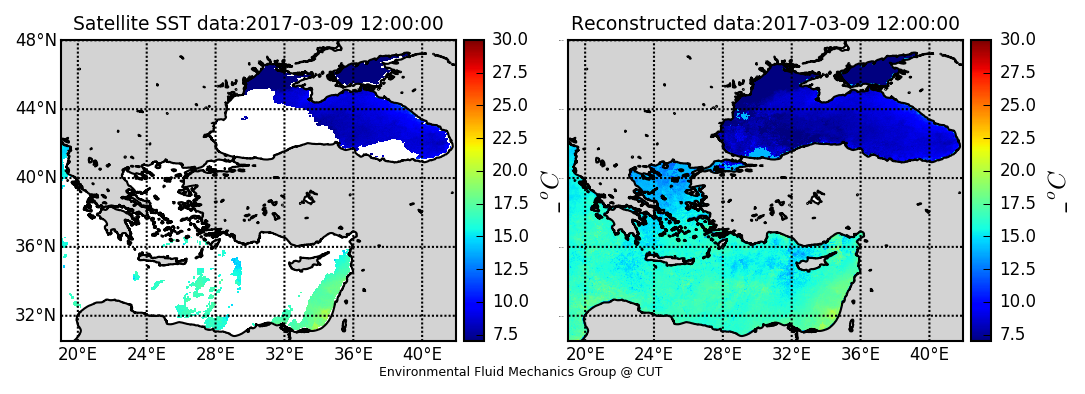 Satellite SST data:2017-03-09 12:00:00
48°N
44°N
40°N
36°N
32°N
20°E 24°E 28°E 32°E 36°E 40°E
30.0
27.5
25.0
22.5
20.0
17.5
15.0
12.5
10.0
7.5
°C
Reconstructed data:2017-03-09 12:00:00
20°E 24°E 28°E 32°E 36°E 40°E
30.0
27.5
25.0
22.5
20.0
17.5
15.0
12.5
10.0
7.5
°C
Environmental Fluid Mechanics Group @ CUT